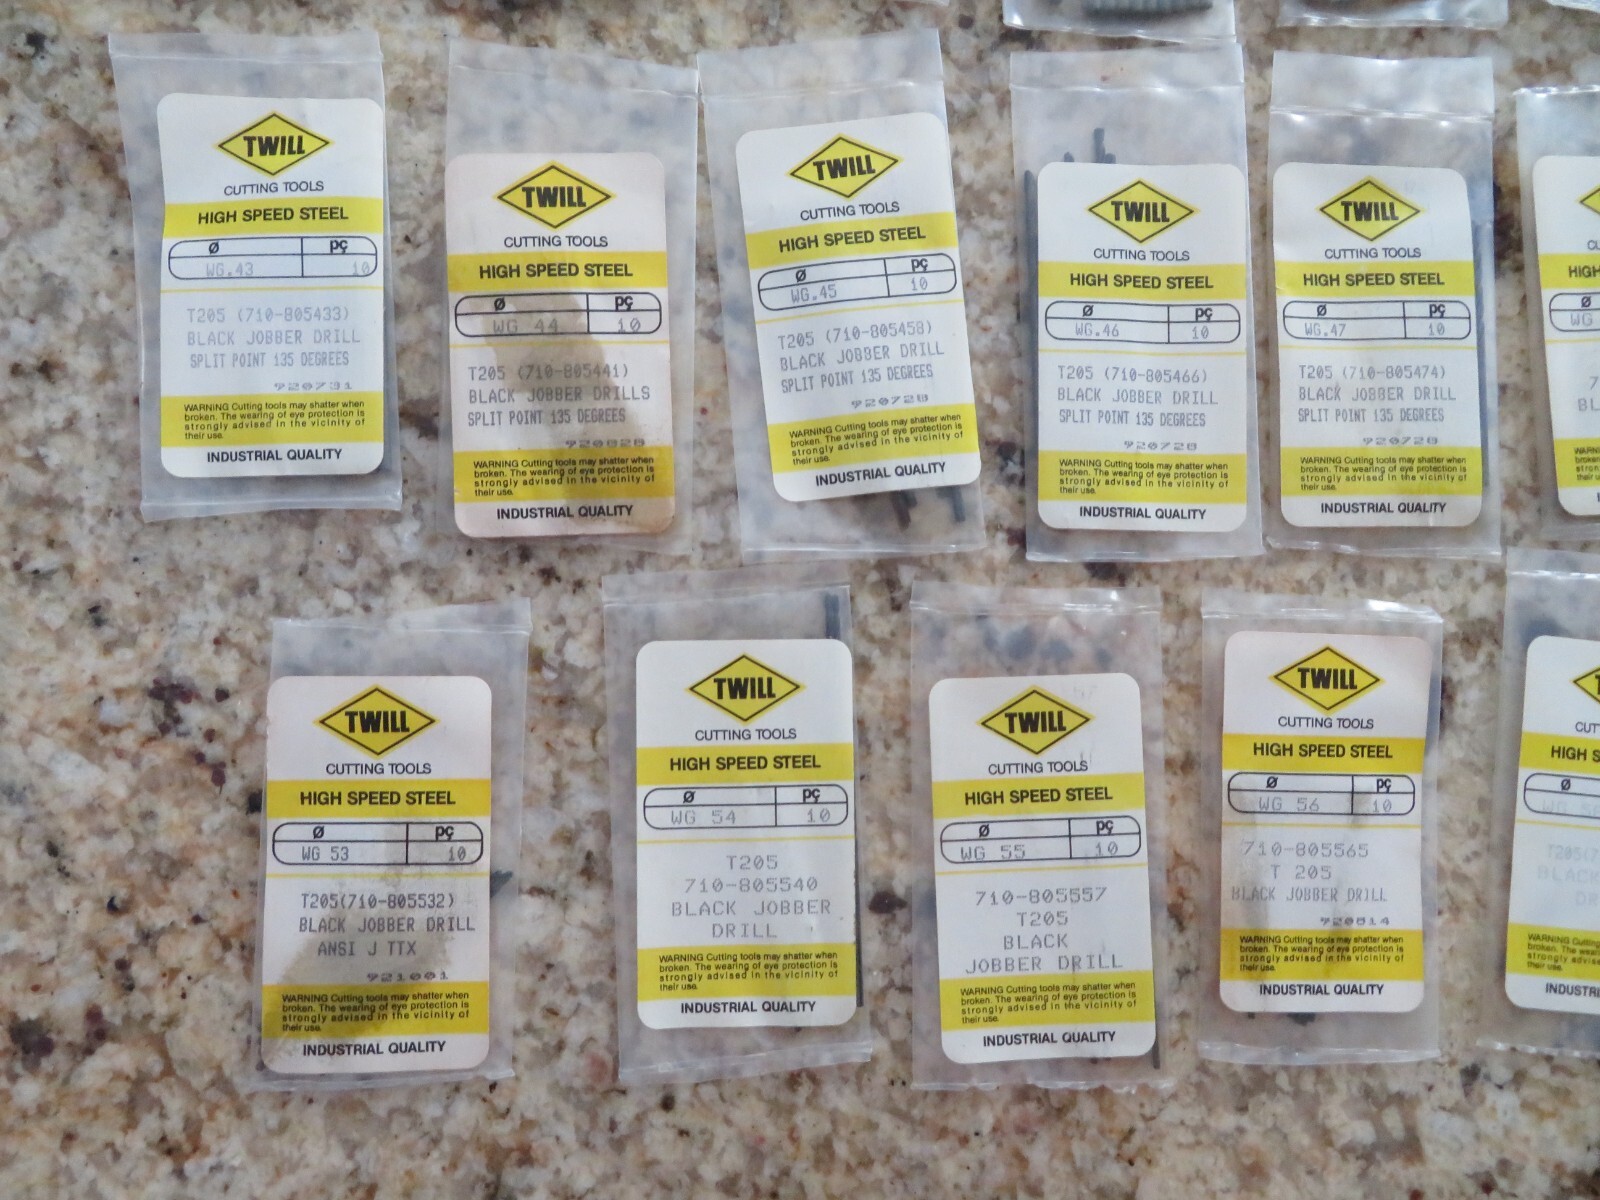 TWILL
CUTTING TOOLS
HIGH SPEED STEEL
Ø pç
WG.43 10
T205 (710-805433)
BLACK JOBBER DRILL
SPLIT POINT 135 DEGREES
920731
WARNING Cutting tools may shatter when
broken. The wearing of eye protection is
strongly advised in the vicinity of
their use.
INDUSTRIAL QUALITY
TWILL
CUTTING TOOLS
HIGH SPEED STEEL
Ø pç
WG 44 10
T205 (710-805441)
BLACK JOBBER DRILLS
SPLIT POINT 135 DEGREES
920828
WARNING Cutting tools may shatter when
broken. The wearing of eye protection is
strongly advised in the vicinity of
their use.
INDUSTRIAL QUALITY
TWILL
CUTTING TOOLS
HIGH SPEED STEEL
Ø pç
WG.45 10
T205 (710-805458)
BLACK JOBBER DRILL
SPLIT POINT 135 DEGREES
920728
WARNING Cutting tools may shatter when
broken. The wearing of eye protection is
strongly advised in the vicinity of
their use.
INDUSTRIAL QUALITY
TWILL
CUTTING TOOLS
HIGH SPEED STEEL
Ø pç
WG.46 10
T205 (710-805466)
BLACK JOBBER DRILL
SPLIT POINT 135 DEGREES
920728
WARNING Cutting tools may shatter when
broken. The wearing of eye protection is
strongly advised in the vicinity of
their use.
INDUSTRIAL QUALITY
TWILL
CUTTING TOOLS
HIGH SPEED STEEL
Ø pç
WG.47 10
T205 (710-805474)
BLACK JOBBER DRILL
SPLIT POINT 135 DEGREES
920728
WARNING Cutting tools may shatter when
broken. The wearing of eye protection is
strongly advised in the vicinity of
their use.
INDUSTRIAL QUALITY
Ø
WG
TWILL
CUTTING TOOLS
HIGH SPEED STEEL
Ø pç
WG 53 10
T205(710-805532)
BLACK JOBBER DRILL
ANSI J TTX
921001
WARNING Cutting tools may shatter when
broken. The wearing of eye protection is
strongly advised in the vicinity of
their use.
INDUSTRIAL QUALITY
TWILL
CUTTING TOOLS
HIGH SPEED STEEL
Ø pç
WG 54 10
T205
710-805540
BLACK JOBBER
DRILL
WARNING Cutting tools may shatter when
broken. The wearing of eye protection is
strongly advised in the vicinity of
their use.
INDUSTRIAL QUALITY
TWILL
CUTTING TOOLS
HIGH SPEED STEEL
Ø pç
WG 55 10
710-805557
T205
BLACK
JOBBER DRILL
WARNING Cutting tools may shatter when
broken. The wearing of eye protection is
strongly advised in the vicinity of
their use.
INDUSTRIAL QUALITY
TWILL
CUTTING TOOLS
HIGH SPEED STEEL
Ø pç
WG 56 10
710-805565
T 205
BLACK JOBBER DRILL
920814
WARNING Cutting tools may shatter when
broken. The wearing of eye protection is
strongly advised in the vicinity of
their use.
INDUSTRIAL QUALITY
HIGH
Ø
WG
BLACK
WARNING
broken. The